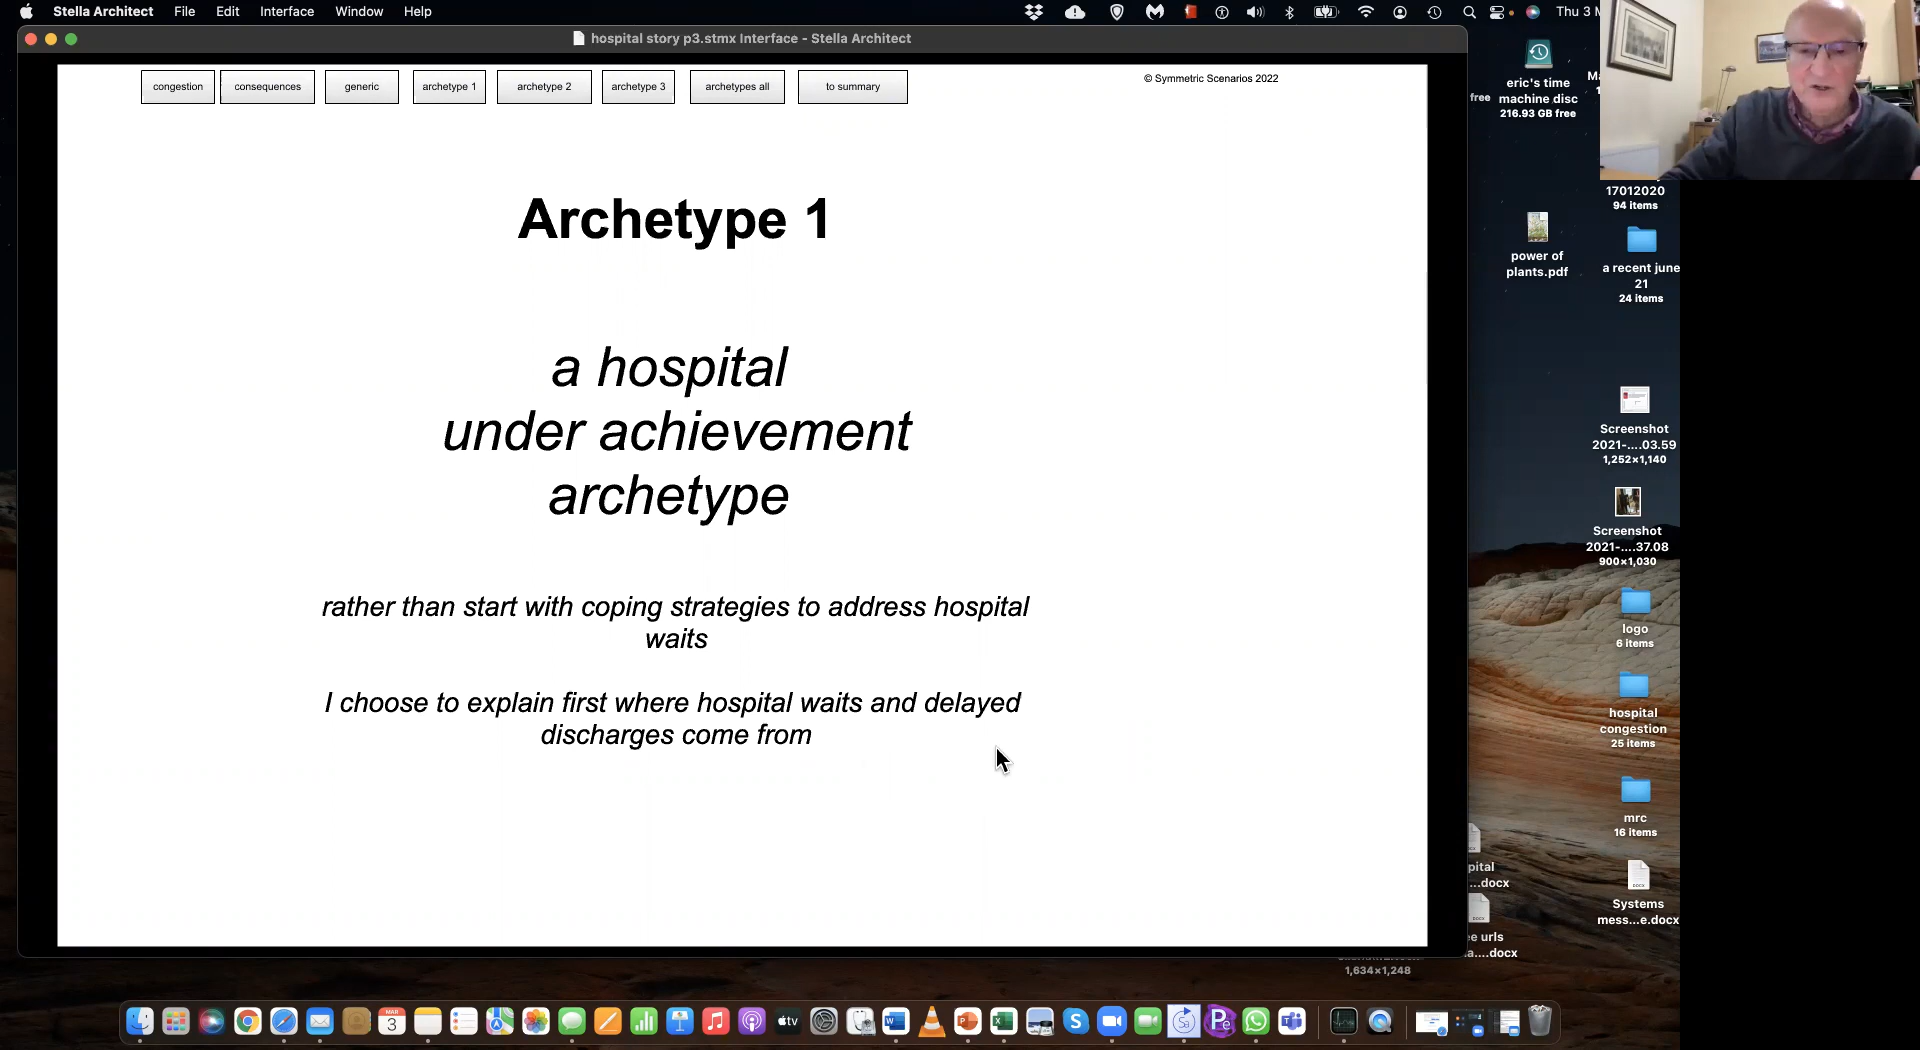 Stella Architect File Edit Interface Window Help
Thu 3 M
hospital story p3.stmx Interface - Stella Architect
congestion consequences generic archetype 1 archetype 2 archetype 3 archetypes all to summary
© Symmetric Scenarios 2022
Archetype 1
a hospital
under achievement
archetype
rather than start with coping strategies to address hospital
waits
I choose to explain first where hospital waits and delayed
discharges come from
eric's time
machine disc
216.93 GB free
free
17012020
94 items
power of
plants.pdf
a recent june
21
24 items
Screenshot
2021-....03.59
1,252×1,140
Screenshot
2021-....37.08
900×1,030
logo
6 items
hospital
congestion
25 items
mrc
16 items
pital
...docx
Systems
mess...e.docx
ee urls
a....docx
1,634×1,248
MAR
3
tv